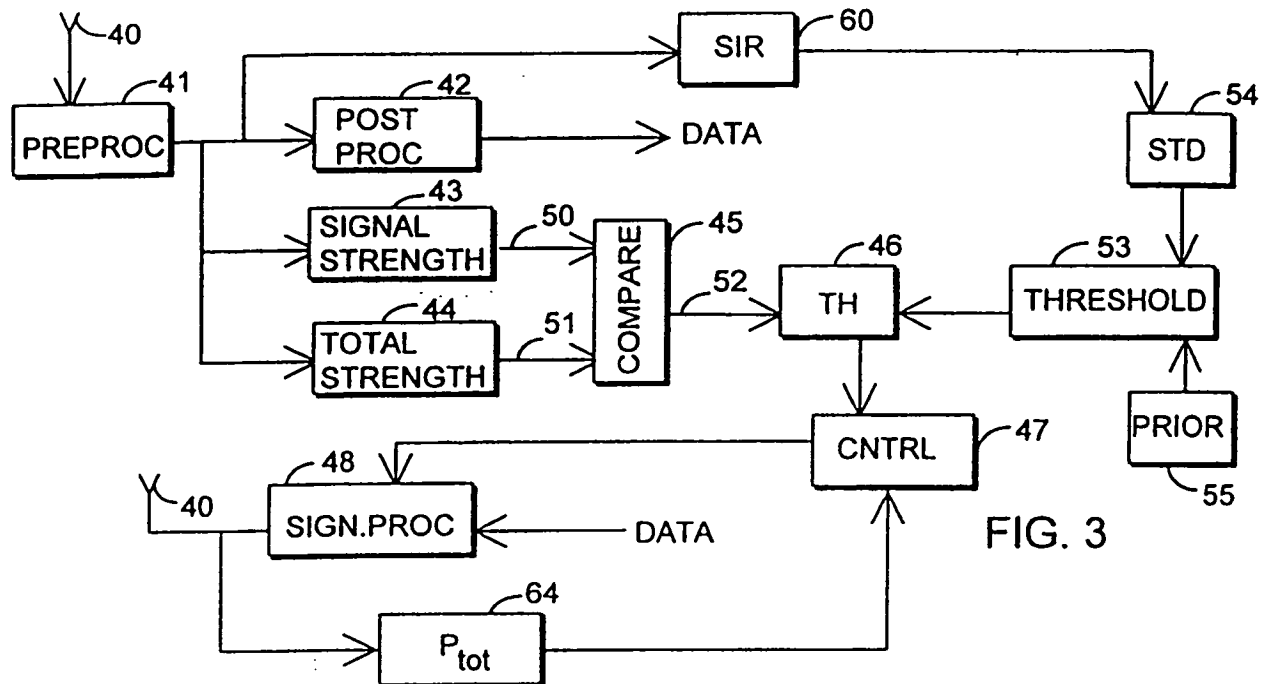 40
41
PREPROC
42
POST
PROC
DATA
SIR
60
54
STD
43
SIGNAL
STRENGTH
50
45
COMPARE
44
TOTAL
STRENGTH
51
52
46
TH
53
THRESHOLD
PRIOR
55
CNTRL
47
48
40
SIGN.PROC
DATA
64
Ptot
FIG. 3